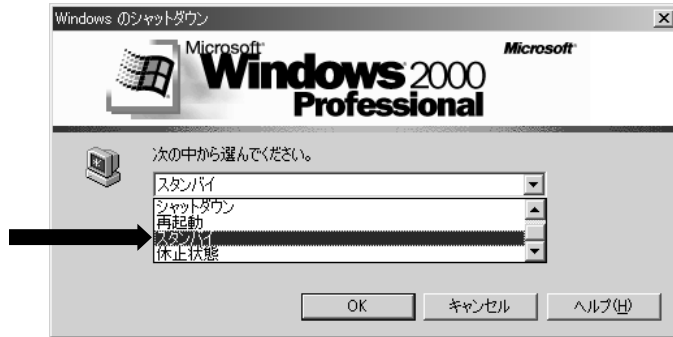 Windows のシャットダウン
Microsoft
Microsoft
Windows 2000
Professional
次の中から選んでください。
スタンバイ
シャットダウン
再起動
スタンバイ
休止状態
OK キャンセル ヘルプ(H)